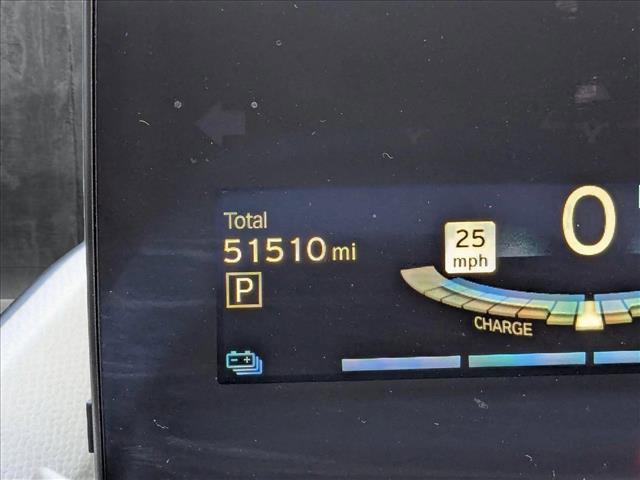 Total
51510 mi
25
mph
0
P
CHARGE